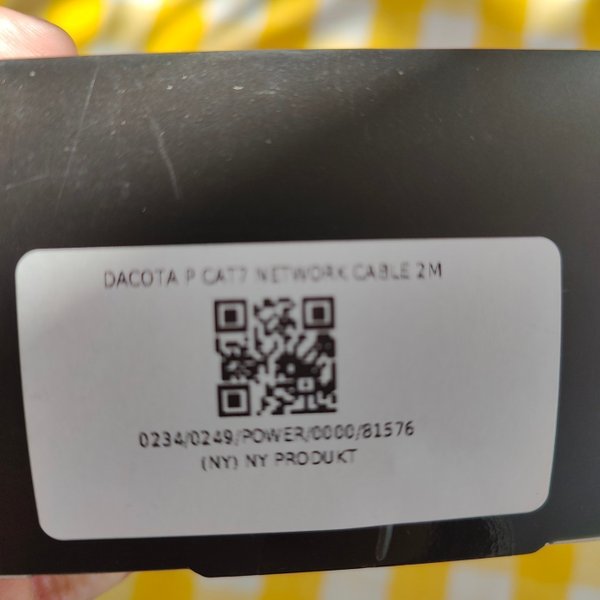 DACOTA P CAT7 NETWORK CABLE 2M
0234/0249/POWER/0000/81576
(NY) NY PRODUKT